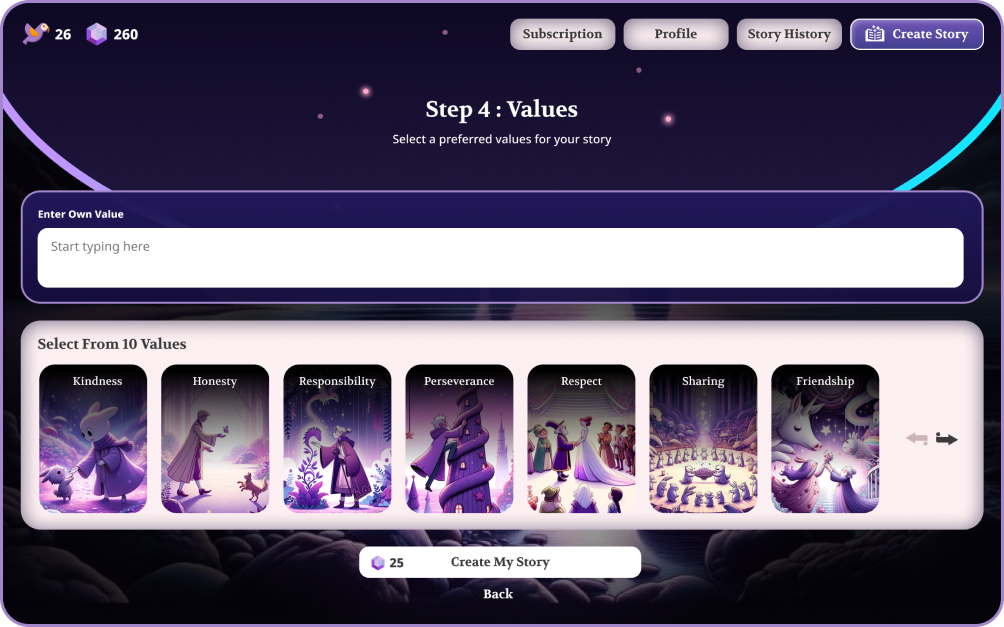 26
260
Subscription
Profile
Story History
Create Story
Step 4 : Values
Select a preferred values for your story
Enter Own Value
Start typing here
Select From 10 Values
Kindness
Honesty
Responsibility
Perseverance
Respect
Sharing
Friendship
25
Create My Story
Back